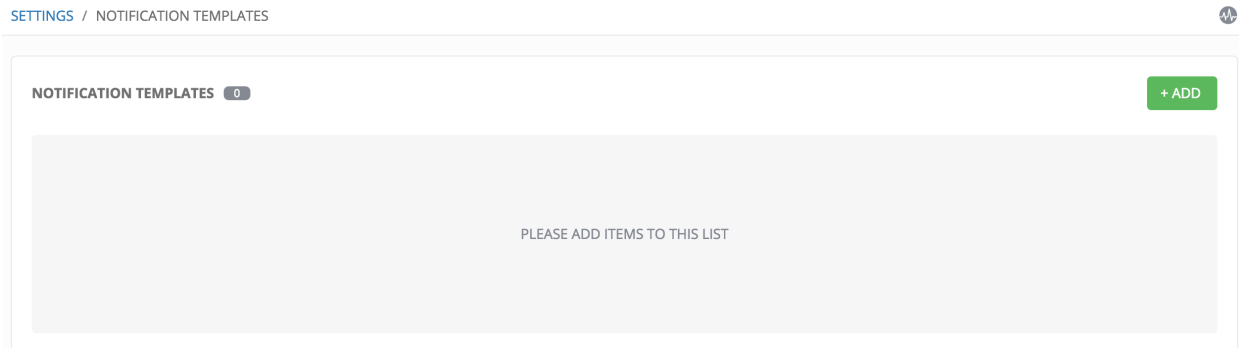 SETTINGS / NOTIFICATION TEMPLATES
NOTIFICATION TEMPLATES 0 + ADD
PLEASE ADD ITEMS TO THIS LIST